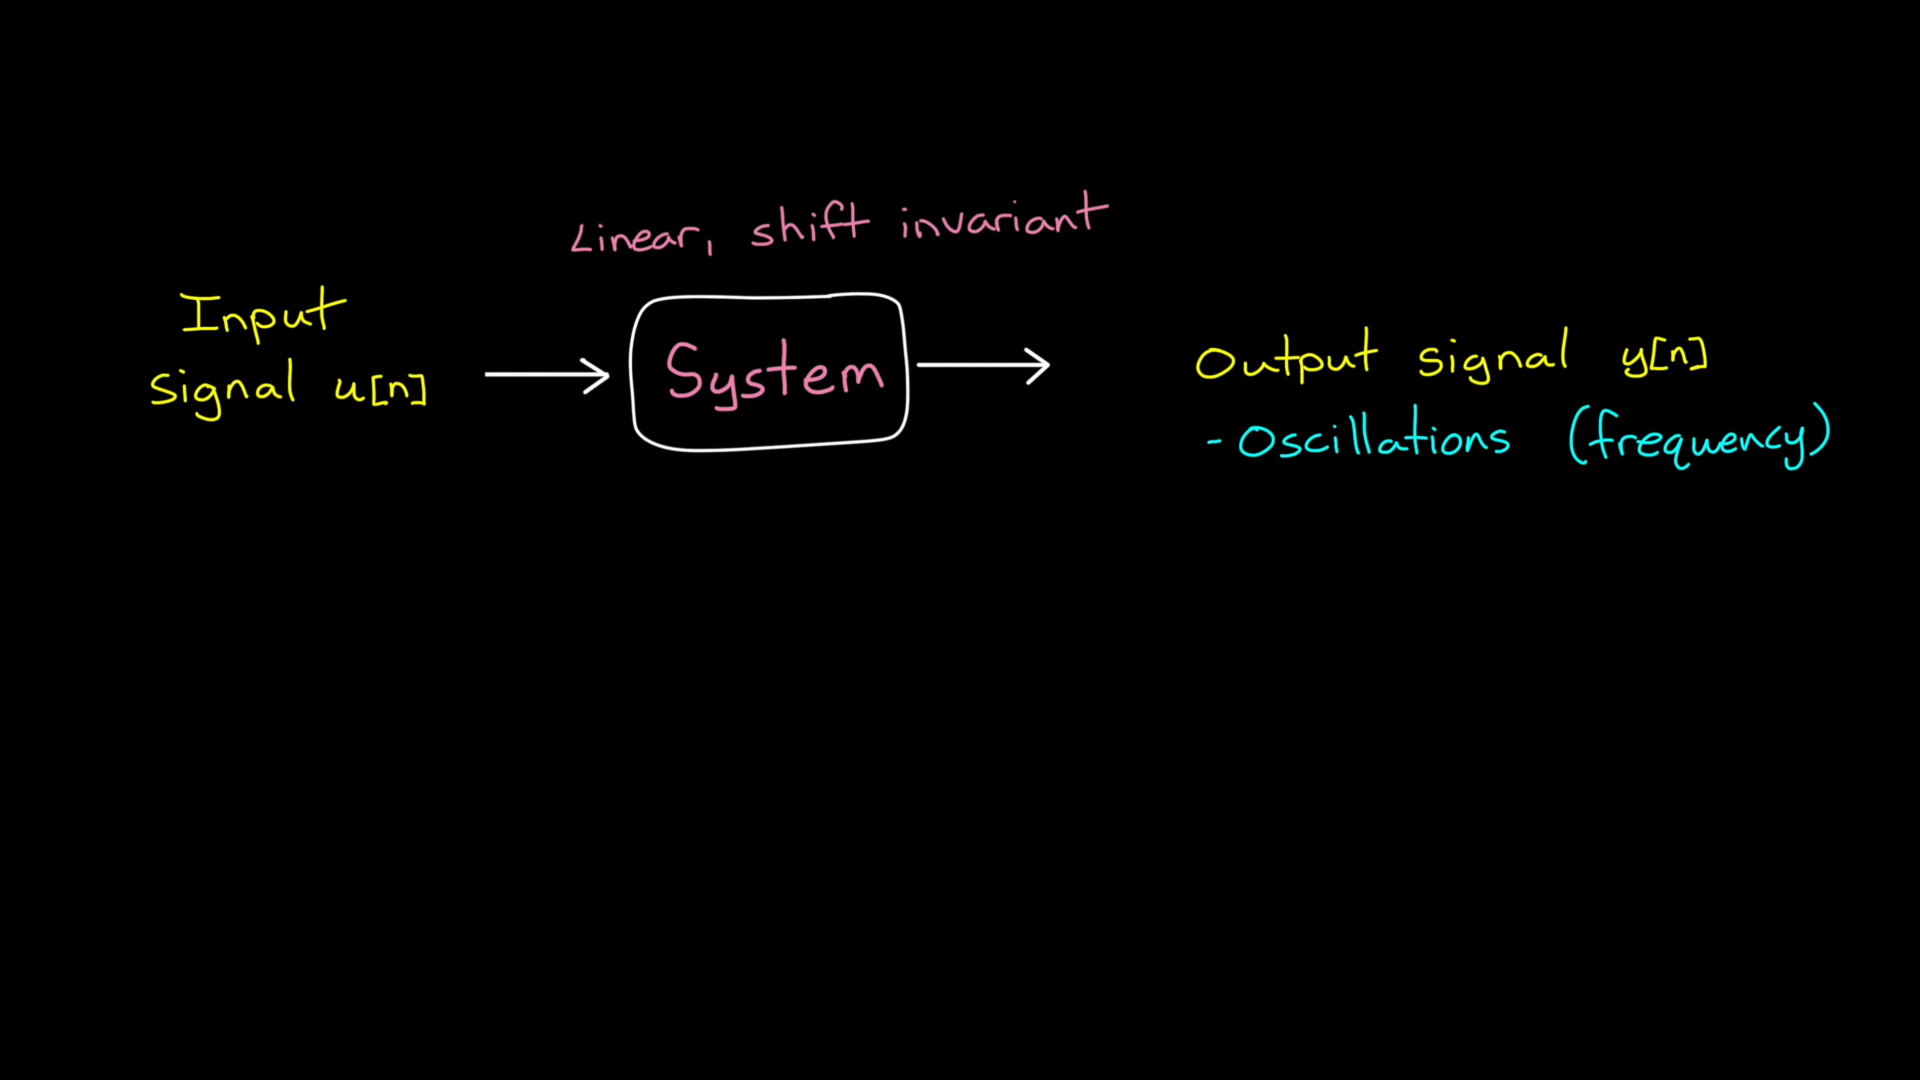 Linear, shift invariant
Input
signal u[n]
System
Output signal y[n]
- Oscillations (frequency)